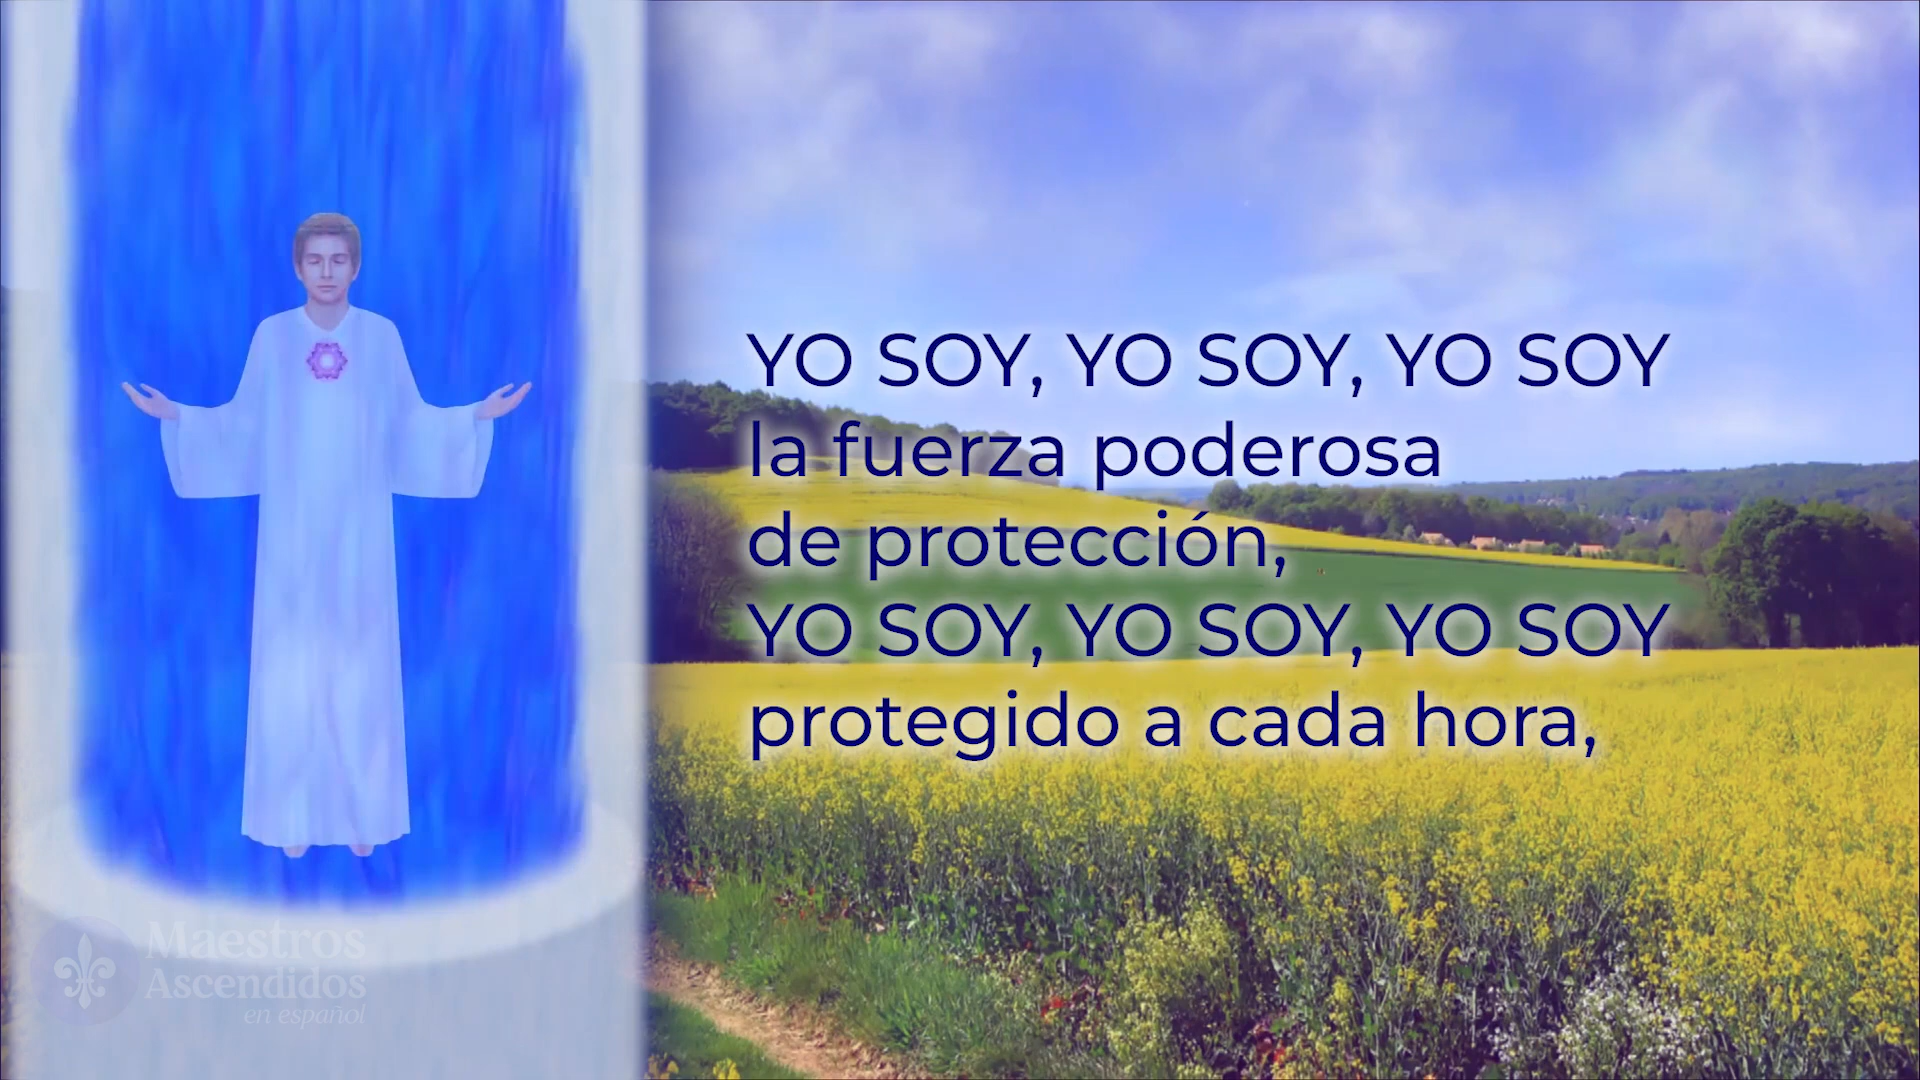 YO SOY, YO SOY, YO SOY
la fuerza poderosa
de protección,
YO SOY, YO SOY, YO SOY
protegido a cada hora,
Maestros
Ascendidos
en español